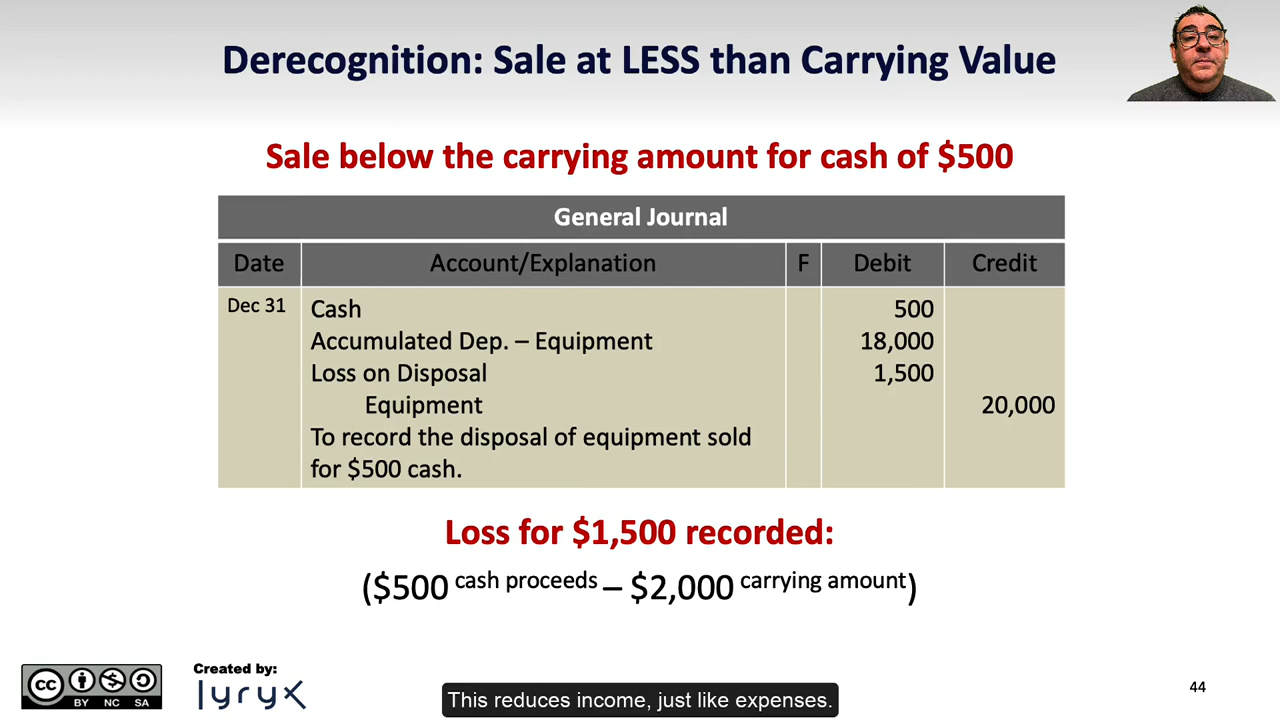 Derecognition: Sale at LESS than Carrying Value
Sale below the carrying amount for cash of $500
General Journal
Date Account/Explanation F Debit Credit
Dec 31 Cash 500
Accumulated Dep. – Equipment 18,000
Loss on Disposal 1,500
Equipment 20,000
To record the disposal of equipment sold
for $500 cash.
Loss for $1,500 recorded:
($500 cash proceeds – $2,000 carrying amount)
cc BY NC SA
Created by:
lyryx
This reduces income, just like expenses.
44